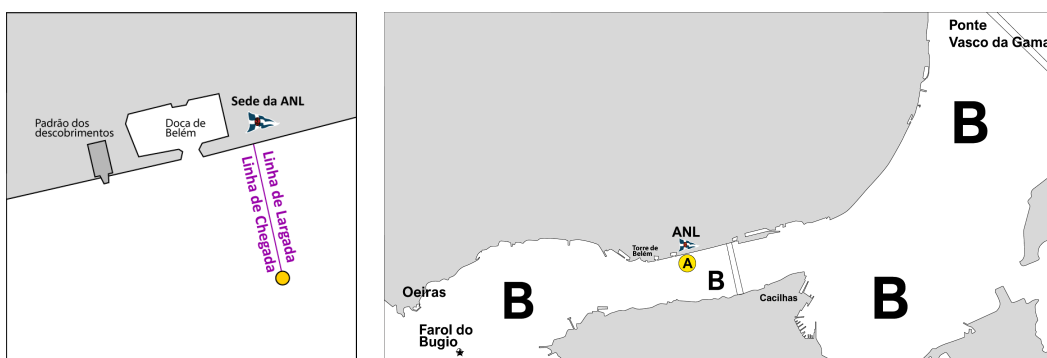 Sede da ANL
Padrão dos
descobrimentos
Doca de
Belém
Linha de Largada
Linha de Chegada
Ponte
Vasco da Gama
B
ANL
Torre de
Belém
A
B
Oeiras
B
B
Cacilhas
Farol do
Bugio